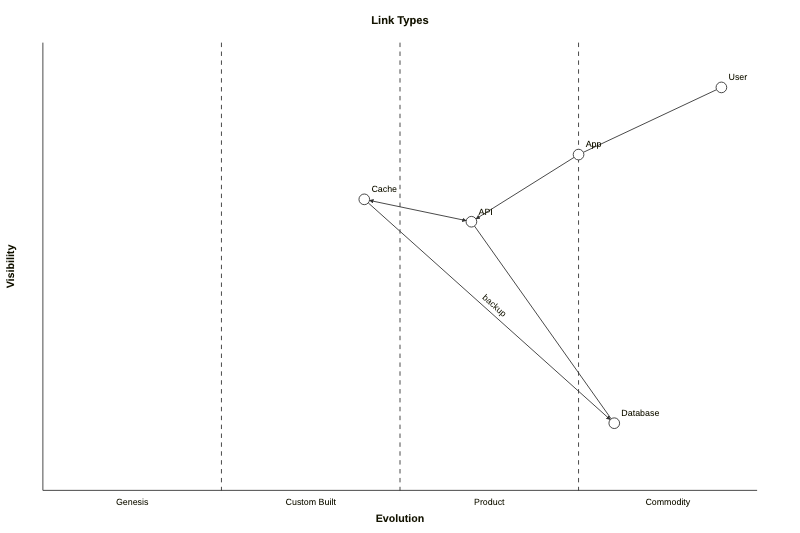 Link Types
User
App
Cache
API
backup
Database
Visibility
Genesis
Custom Built
Product
Commodity
Evolution